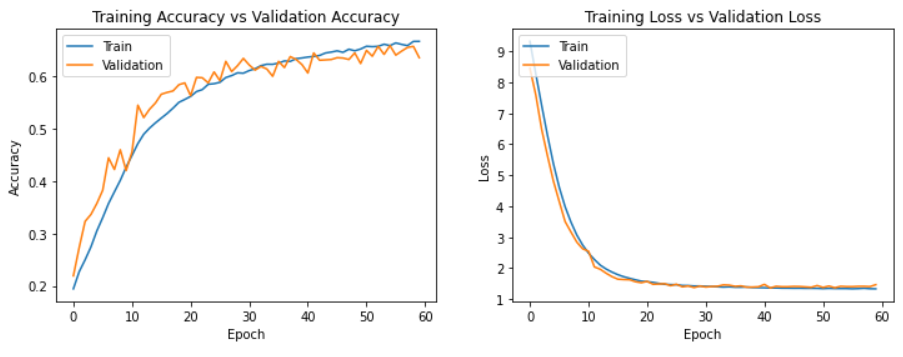 Training Accuracy vs Validation Accuracy
Train
Validation
0.6
0.5
0.4
0.3
0.2
Accuracy
0 10 20 30 40 50 60
Epoch
Training Loss vs Validation Loss
Train
Validation
9
8
7
6
5
4
3
2
1
Loss
0 10 20 30 40 50 60
Epoch